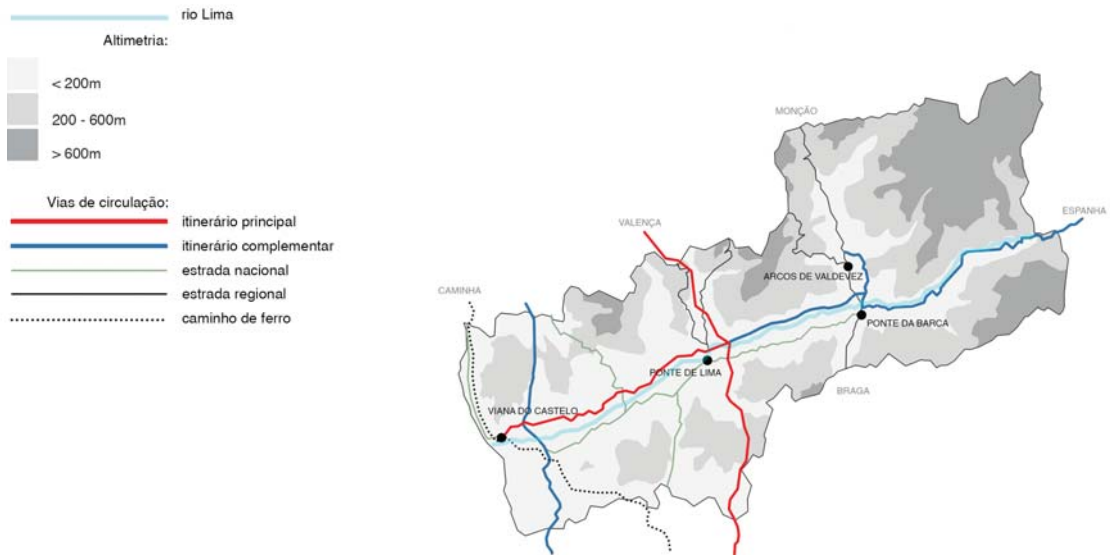 rio Lima
Altimetria:
< 200m
200 - 600m
> 600m
Vias de circulação:
itinerário principal
itinerário complementar
estrada nacional
estrada regional
caminho de ferro
MONÇÃO
ESPANHA
VALENÇA
ARCOS DE VALDEVEZ
CAMINHA
PONTE DA BARCA
PONTE DE LIMA
BRAGA
VIANA DO CASTELO